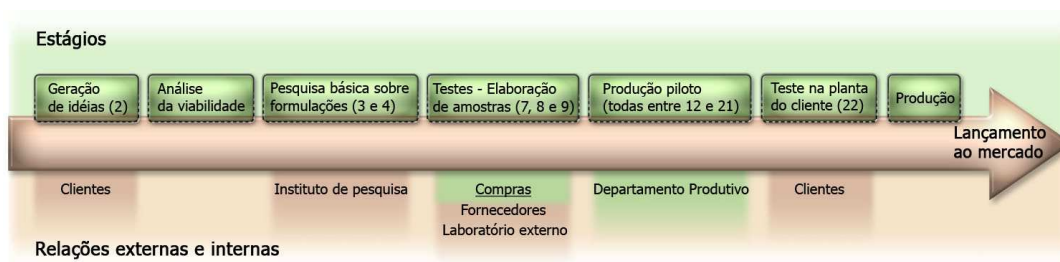 Estágios
Geração
de idéias (2)
Análise
da viabilidade
Pesquisa básica sobre
formulações (3 e 4)
Testes - Elaboração
de amostras (7, 8 e 9)
Produção piloto
(todas entre 12 e 21)
Teste na planta
do cliente (22)
Produção
Lançamento
ao mercado
Clientes
Instituto de pesquisa
Compras
Fornecedores
Laboratório externo
Departamento Produtivo
Clientes
Relações externas e internas